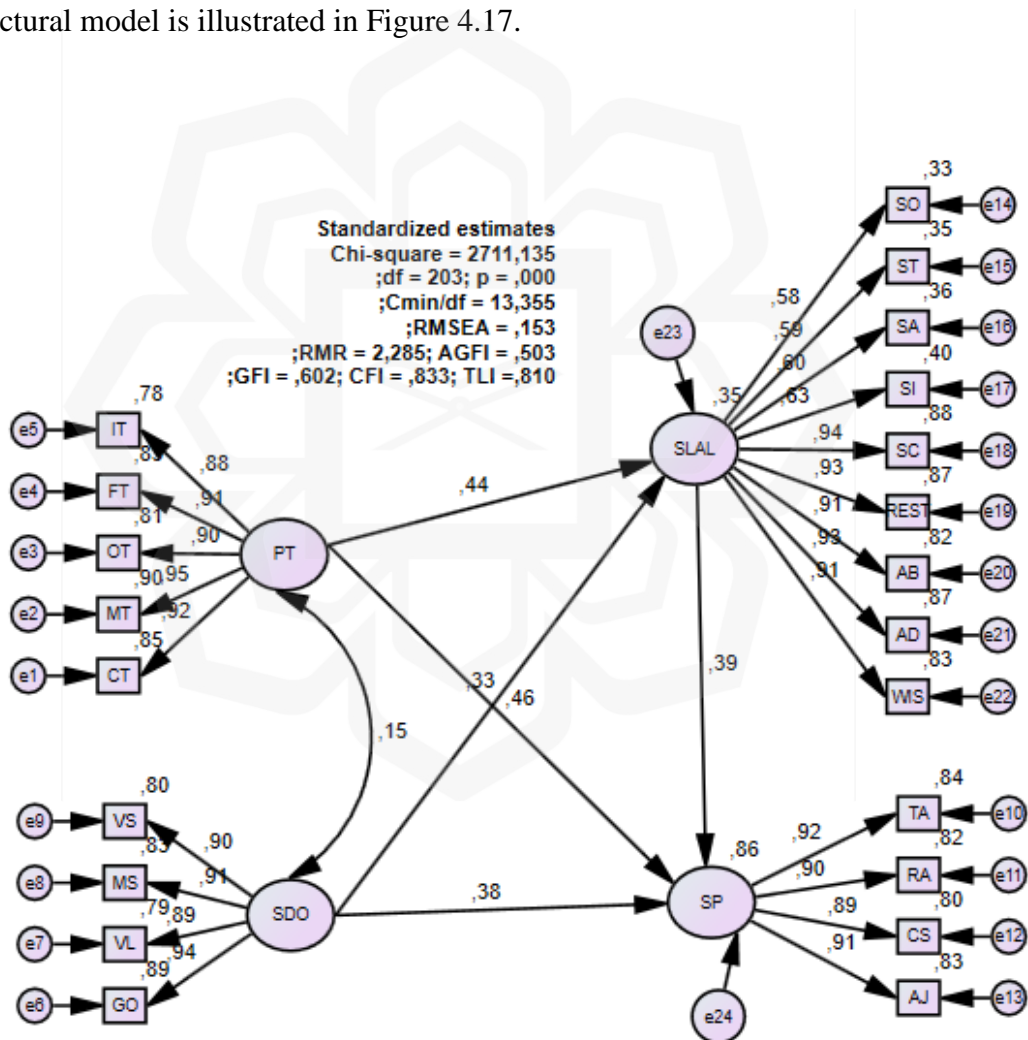 ctural model is illustrated in Figure 4.17.
Standardized estimates
Chi-square = 2711,135
;df = 203; p = ,000
;Cmin/df = 13,355
;RMSEA = ,153
;RMR = 2,285; AGFI = ,503
;GFI = ,602; CFI = ,833; TLI =,810
,78
e5 IT
,88
,83
e4 FT
,91
,81
e3 OT
,90
,90
e2 MT
,95
,85
e1 CT
,92
PT
,44
,33
,46
,15
,80
e9 VS
,90
,83
e8 MS
,91
,79
e7 VL
,89
,89
e6 GO
,94
SDO
,38
e23
,35
SLAL
,39
,33
,58
SO e14
,35
,59
ST e15
,36
,60
SA e16
,40
,63
SI e17
,88
,94
SC e18
,87
,93
REST e19
,82
,91
AB e20
,87
,93
AD e21
,83
,91
WIS e22
,86
SP
e24
,84
,92
TA e10
,82
,90
RA e11
,80
,89
CS e12
,83
,91
AJ e13